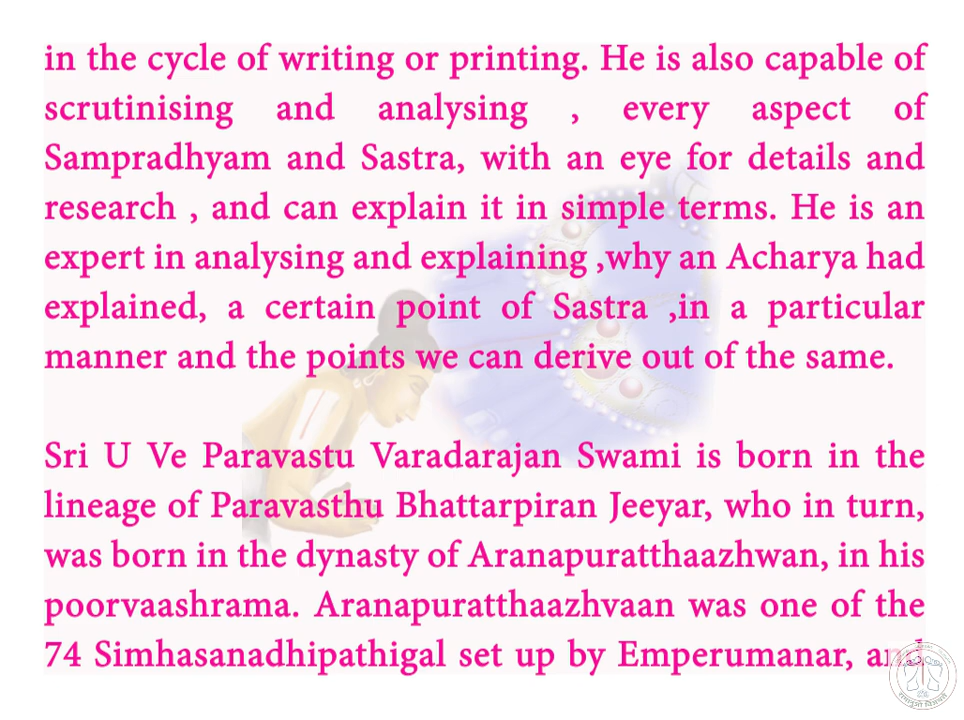 in the cycle of writing or printing. He is also capable of
scrutinising and analysing , every aspect of
Sampradhyam and Sastra, with an eye for details and
research , and can explain it in simple terms. He is an
expert in analysing and explaining ,why an Acharya had
explained, a certain point of Sastra ,in a particular
manner and the points we can derive out of the same.
Sri U Ve Paravastu Varadarajan Swami is born in the
lineage of Paravasthu Bhattarpiran Jeeyar, who in turn,
was born in the dynasty of Aranapuratthaazhwan, in his
poorvaashrama. Aranapuratthaazhvaan was one of the
74 Simhasanadhipathigal set up by Emperumanar, and